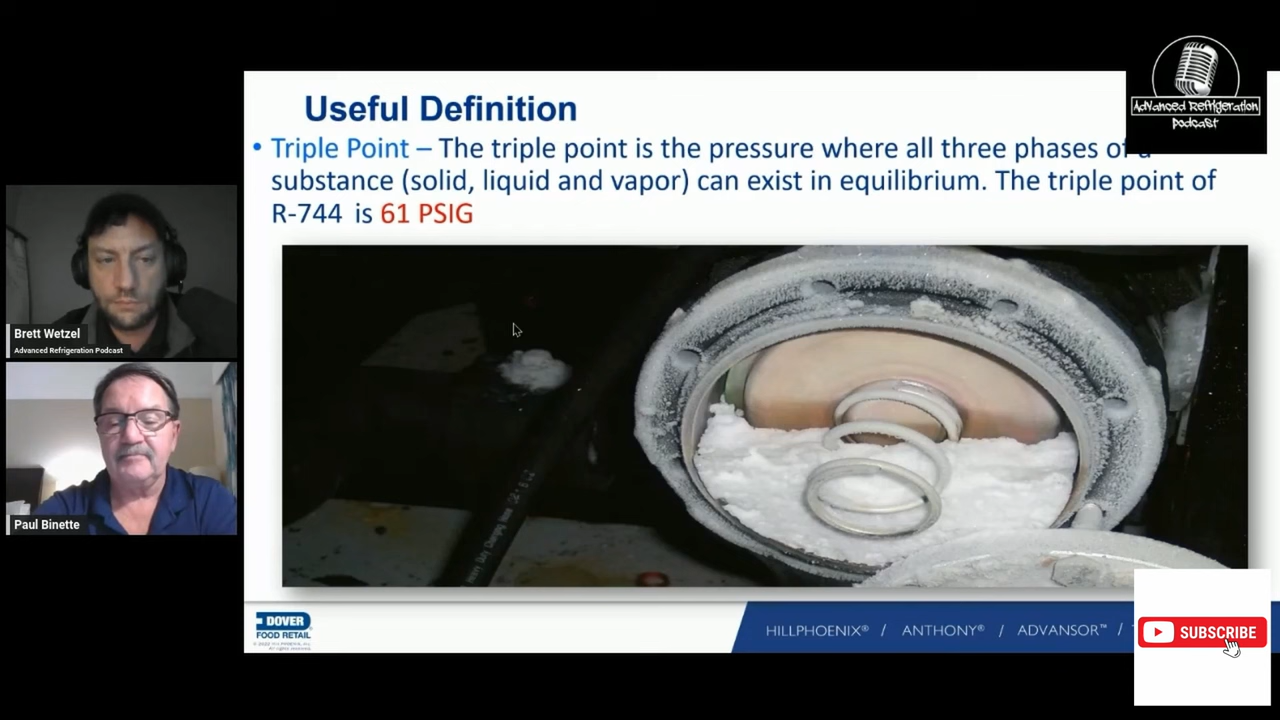 Useful Definition
• Triple Point – The triple point is the pressure where all three phases of a
substance (solid, liquid and vapor) can exist in equilibrium. The triple point of
R-744 is 61 PSIG
Advanced Refrigeration
Podcast
Brett Wetzel
Advanced Refrigeration Podcast
Paul Binette
DOVER
FOOD RETAIL
HILLPHOENIX® / ANTHONY® / ADVANSOR™ /
SUBSCRIBE